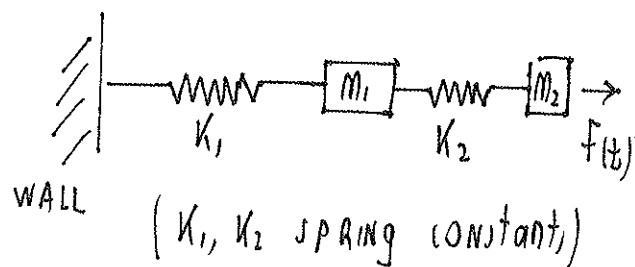 M₁ M₂
K₁ K₂ f(t)
WALL
(K₁, K₂ SPRING CONSTANT,)